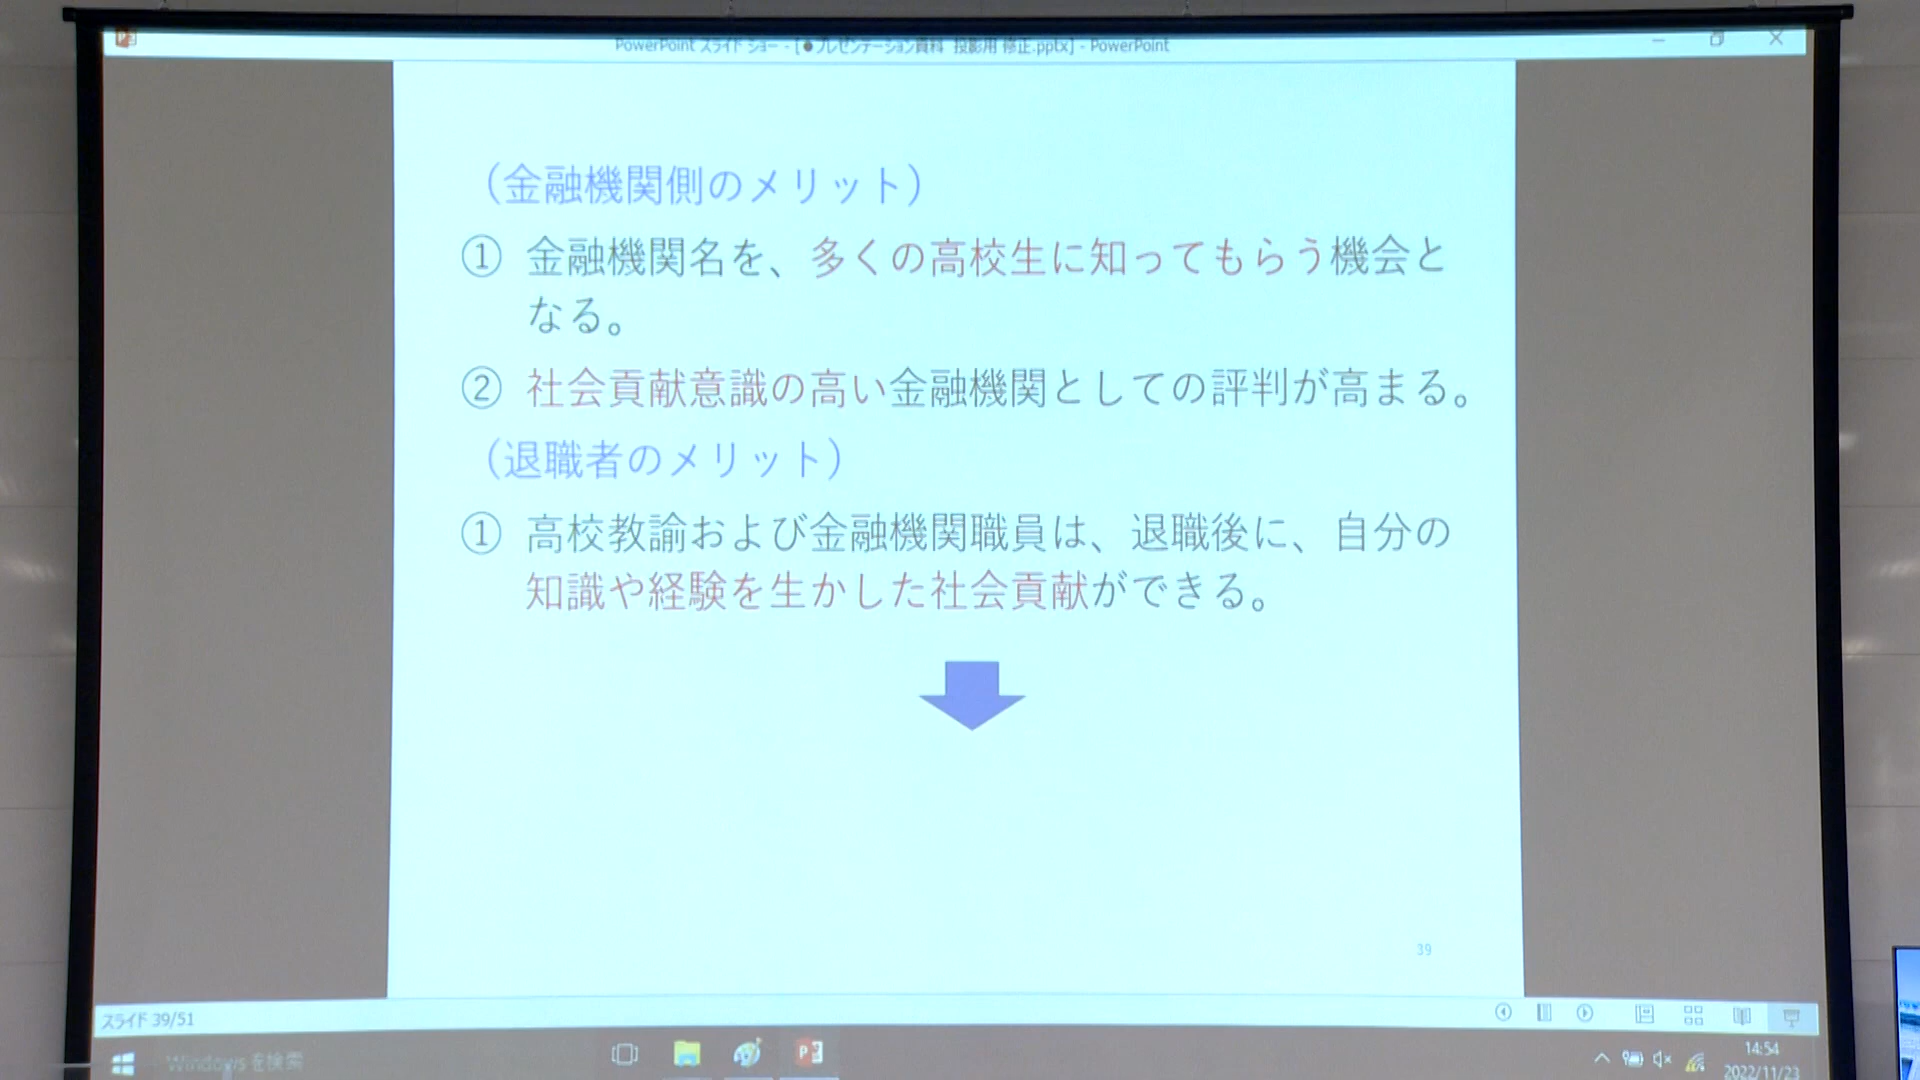 PowerPoint スライド ショー - [●プレゼンテーション資料 投影用 修正.pptx] - PowerPoint
（金融機関側のメリット）
① 金融機関名を、多くの高校生に知ってもらう機会と
なる。
② 社会貢献意識の高い金融機関としての評判が高まる。
（退職者のメリット）
① 高校教諭および金融機関職員は、退職後に、自分の
知識や経験を生かした社会貢献ができる。
39
スライド 39/51
Windows を検索
14:54
2022/11/23